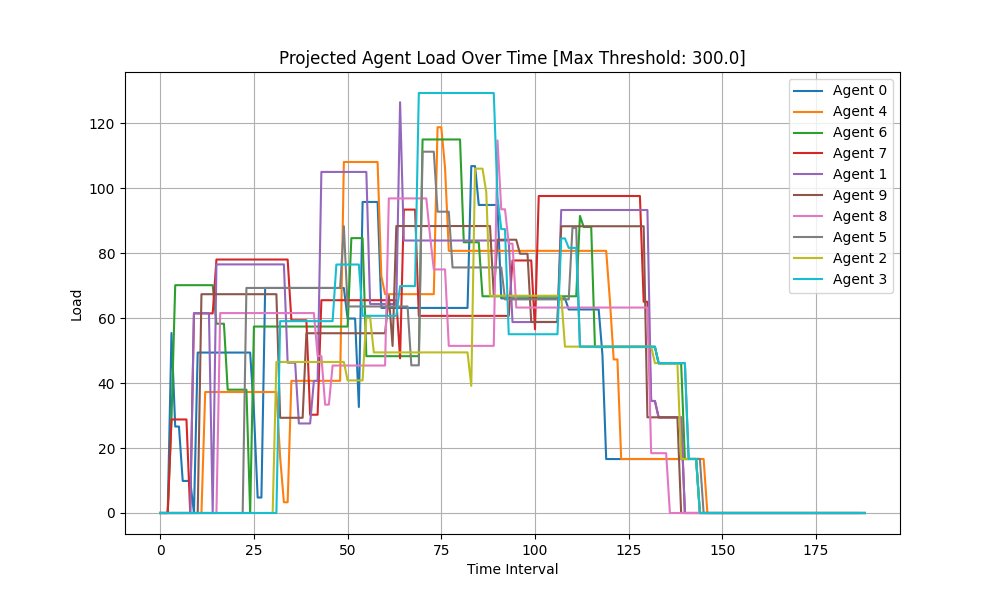 Projected Agent Load Over Time [Max Threshold: 300.0]
Load
120
100
80
60
40
20
0
0 25 50 75 100 125 150 175
Time Interval
Agent 0
Agent 4
Agent 6
Agent 7
Agent 1
Agent 9
Agent 8
Agent 5
Agent 2
Agent 3